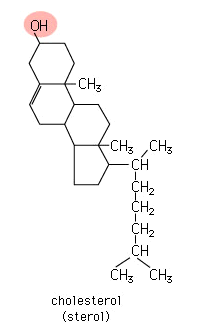 OH
CH₃
CH₃ CH₃
CH
CH₂
CH₂
CH₂
CH
CH₃ CH₃
cholesterol
(sterol)